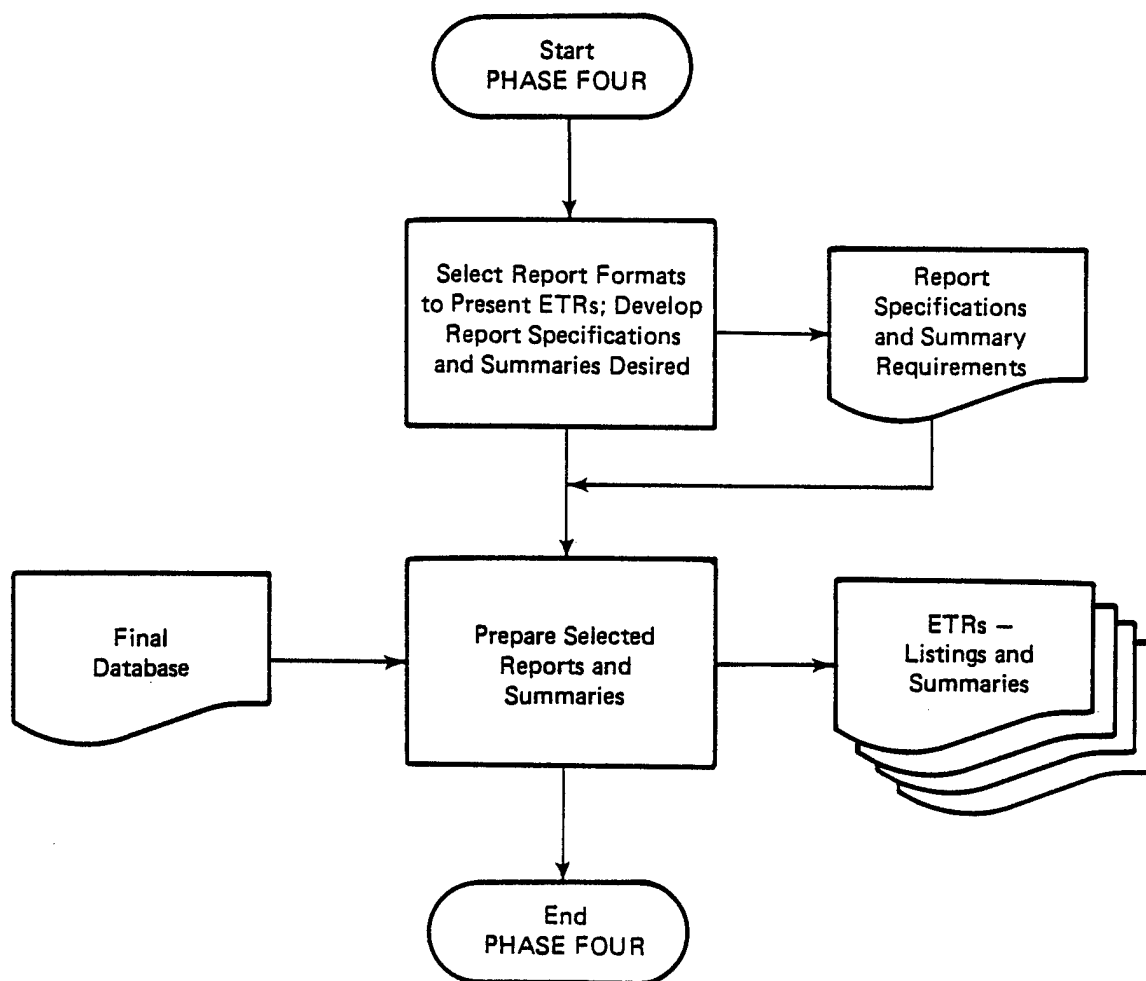 Start
PHASE FOUR
Select Report Formats
to Present ETRs; Develop
Report Specifications
and Summaries Desired
Report
Specifications
and Summary
Requirements
Final
Database
Prepare Selected
Reports and
Summaries
ETRs —
Listings and
Summaries
End
PHASE FOUR